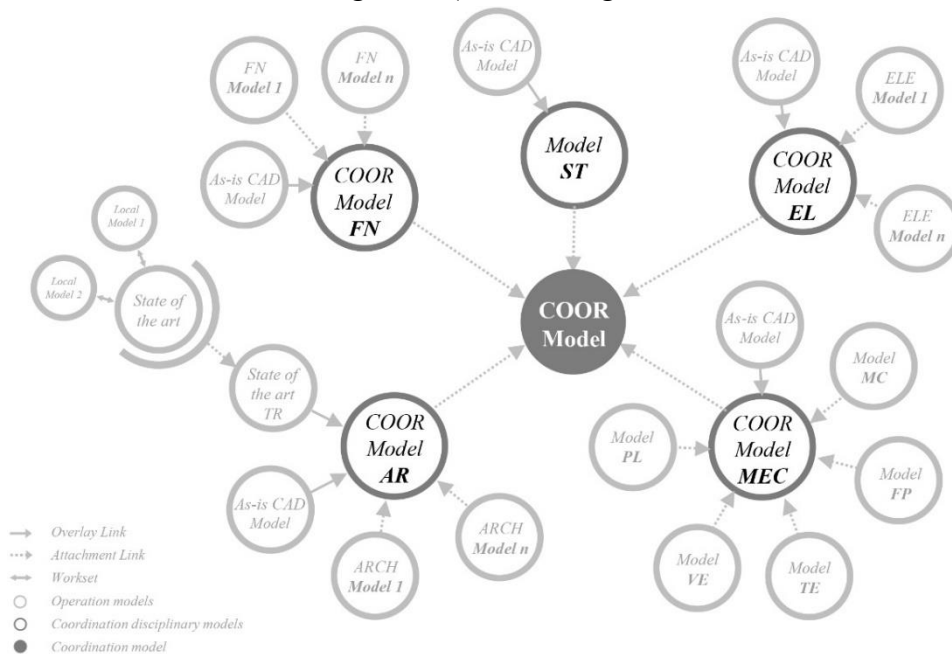 As-is CAD
Model
FN
Model 1
FN
Model n
As-is CAD
Model
ELE
Model 1
Model
ST
COOR
Model
FN
As-is CAD
Model
COOR
Model
EL
ELE
Model n
Local
Model 1
Local
Model 2
State of
the art
COOR
Model
As-is CAD
Model
Model
MC
State of
the art
TR
COOR
Model
AR
Model
PL
COOR
Model
MEC
Model
FP
As-is CAD
Model
ARCH
Model n
ARCH
Model 1
Model
VE
Model
TE
Overlay Link
Attachment Link
Workset
Operation models
Coordination disciplinary models
Coordination model